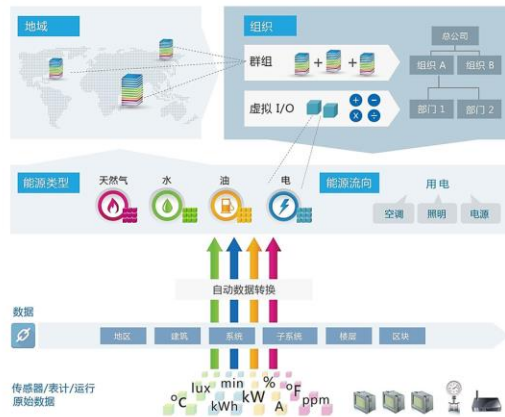 地域
组织
总公司
群组
组织 A
组织 B
虚拟 I/O
部门 1
部门 2
能源类型
天然气
水
油
电
能源流向
用 电
空调
照明
电源
自动数据转换
数据
地区
建筑
系统
子系统
楼层
区块
传感器/表计/运行
原始数据
°C
lux
min
kWh
kW
%
A
°F
ppm